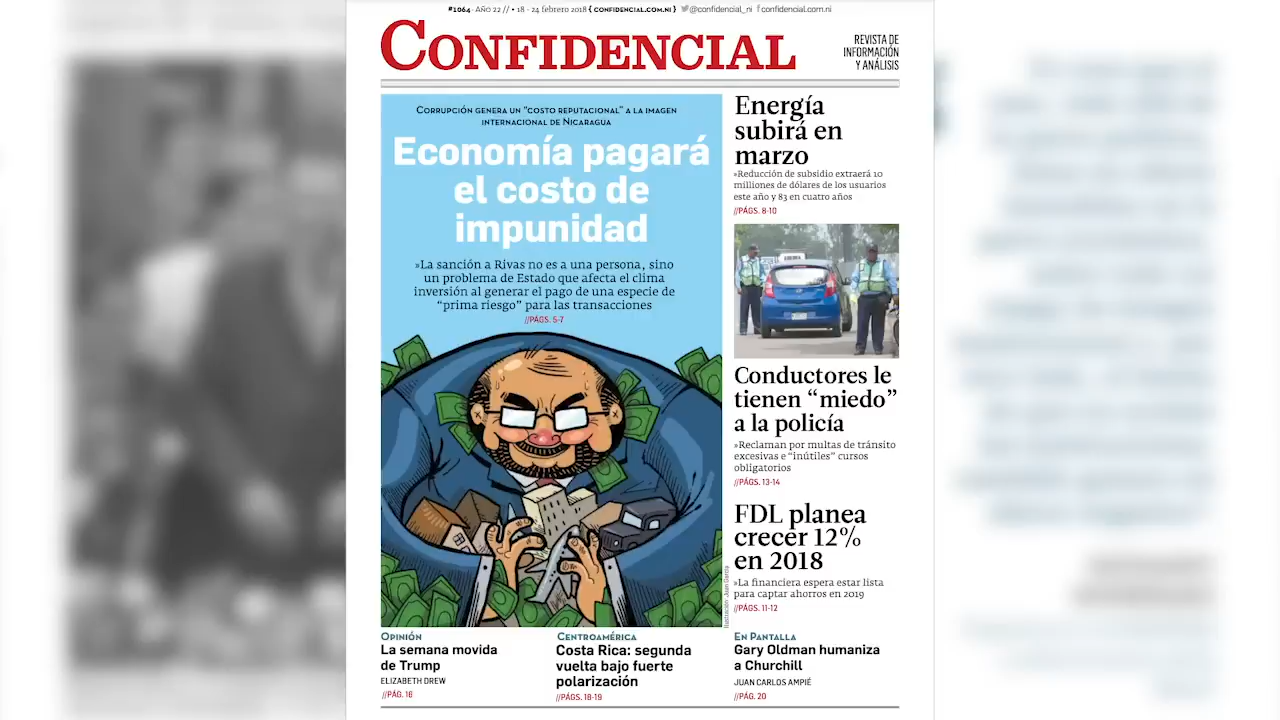 #1064 · AÑO 22 // • 18 - 24 febrero 2018 { CONFIDENCIAL.COM.NI } @confidencial_ni f confidencial.com.ni
CONFIDENCIAL
REVISTA DE
INFORMACIÓN
Y ANÁLISIS
CORRUPCIÓN GENERA UN "COSTO REPUTACIONAL" A LA IMAGEN
INTERNACIONAL DE NICARAGUA
Economía pagará
el costo de
impunidad
»La sanción a Rivas no es a una persona, sino
un problema de Estado que afecta el clima
inversión al generar el pago de una especie de
“prima riesgo” para las transacciones
//PÁGS. 5-7
Ilustración: Juan García
Energía
subirá en
marzo
»Reducción de subsidio extraerá 10
millones de dólares de los usuarios
este año y 83 en cuatro años
//PÁGS. 8-10
Conductores le
tienen “miedo”
a la policía
»Reclaman por multas de tránsito
excesivas e “inútiles” cursos
obligatorios
//PÁGS. 13-14
FDL planea
crecer 12%
en 2018
»La financiera espera estar lista
para captar ahorros en 2019
//PÁGS. 11-12
OPINIÓN
La semana movida
de Trump
ELIZABETH DREW
//PÁG. 16
CENTROAMÉRICA
Costa Rica: segunda
vuelta bajo fuerte
polarización
//PÁGS. 18-19
EN PANTALLA
Gary Oldman humaniza
a Churchill
JUAN CARLOS AMPIÉ
//PÁG. 20